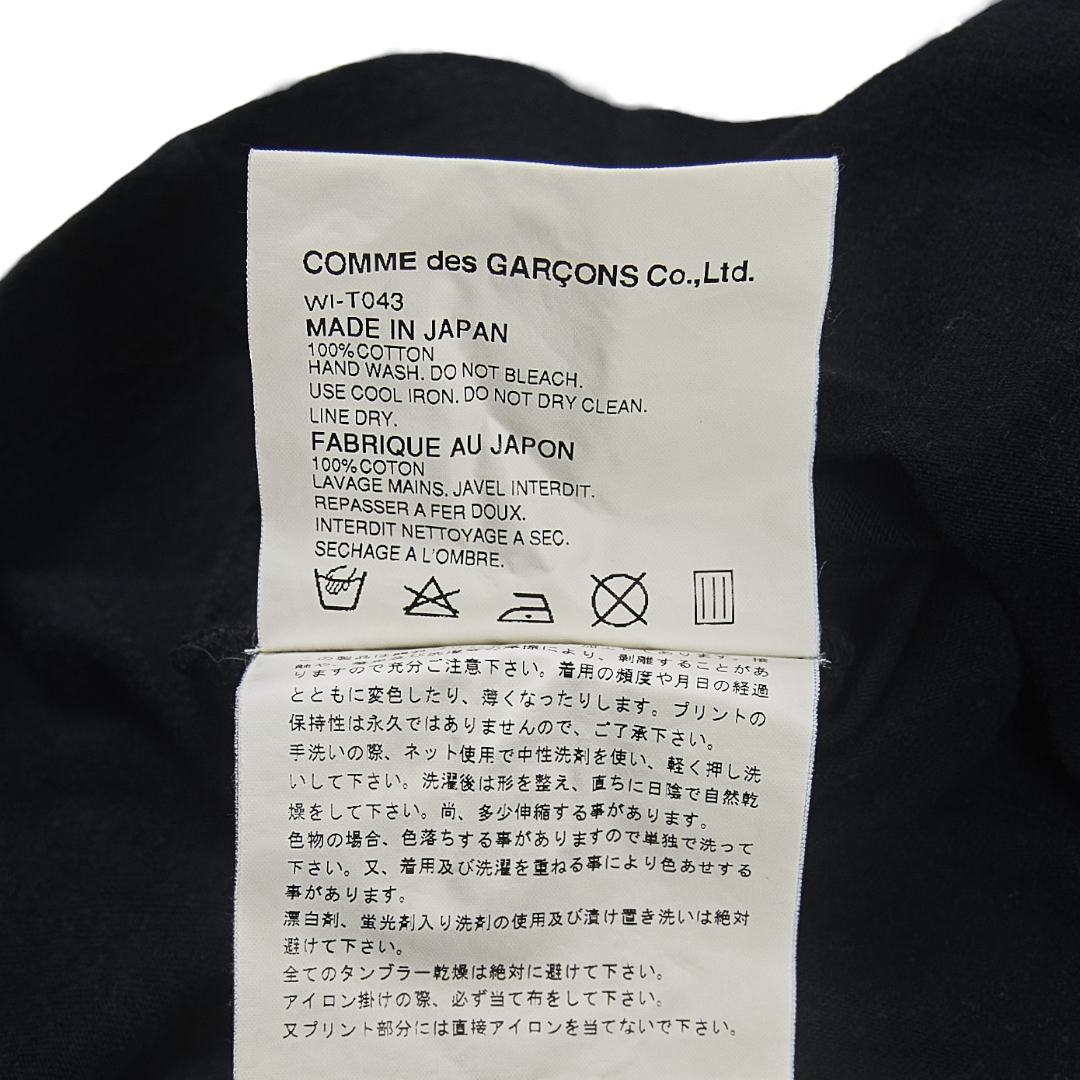 COMME des GARÇONS Co.,Ltd.
WI-T043
MADE IN JAPAN
100%COTTON
HAND WASH. DO NOT BLEACH.
USE COOL IRON. DO NOT DRY CLEAN.
LINE DRY.
FABRIQUE AU JAPON
100%COTON
LAVAGE MAINS. JAVEL INTERDIT.
REPASSER A FER DOUX.
INTERDIT NETTOYAGE A SEC.
SECHAGE A L'OMBRE.
より、剥離することがあ
りますので充分ご注意下さい。着用の頻度や月日の経過
とともに変色したり、薄くなったりします。プリントの
保持性は永久ではありませんので、ご了承下さい。
手洗いの際、ネット使用で中性洗剤を使い、軽く押し洗
いして下さい。洗濯後は形を整え、直ちに日陰で自然乾
燥をして下さい。尚、多少伸縮する事があります。
色物の場合、色落ちする事がありますので単独で洗って
下さい。又、着用及び洗濯を重ねる事により色あせする
事があります。
漂白剤、蛍光剤入り洗剤の使用及び漬け置き洗いは絶対
避けて下さい。
全てのタンブラー乾燥は絶対に避けて下さい。
アイロン掛けの際、必ず当て布をして下さい。
又プリント部分には直接アイロンを当てないで下さい。